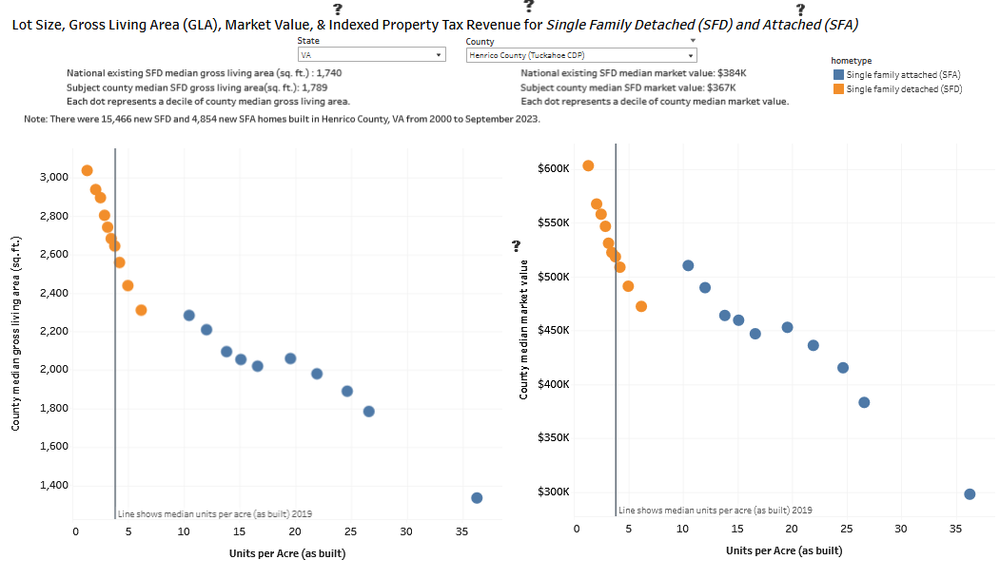 ? ? ?
Lot Size, Gross Living Area (GLA), Market Value, & Indexed Property Tax Revenue for Single Family Detached (SFD) and Attached (SFA)
State
VA
County
Henrico County (Tuckahoe CDP)
hometype
Single family attached (SFA)
Single family detached (SFD)
National existing SFD median gross living area (sq. ft.) : 1,740
Subject county median SFD gross living area(sq. ft.): 1,789
Each dot represents a decile of county median gross living area.
National existing SFD median market value: $384K
Subject county median SFD market value: $367K
Each dot represents a decile of county median market value.
Note: There were 15,466 new SFD and 4,854 new SFA homes built in Henrico County, VA from 2000 to September 2023.
County median gross living area (sq.ft.)
3,000
2,800
2,600
2,400
2,200
2,000
1,800
1,600
1,400
Line shows median units per acre (as built) 2019
0 5 10 15 20 25 30 35
Units per Acre (as built)
?
County median market value
$600K
$550K
$500K
$450K
$400K
$350K
$300K
Line shows median units per acre (as built) 2019
0 5 10 15 20 25 30 35
Units per Acre (as built)